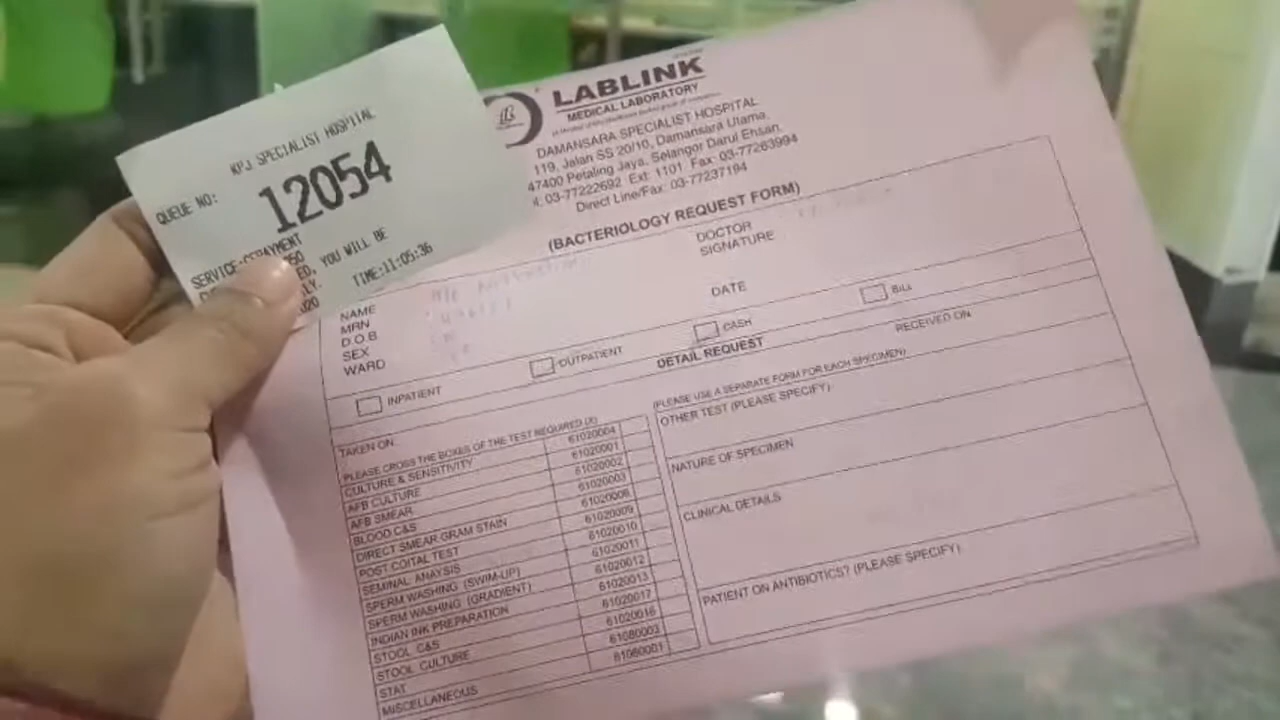 KPJ SPECIALIST HOSPITAL
QUEUE NO:
12054
SERVICE:
PAYMENT
YOU WILL BE
TIME:11:05:36
LABLINK
MEDICAL LABORATORY
DAMANSARA SPECIALIST HOSPITAL
119, Jalan SS 20/10, Damansara Utama,
47400 Petaling Jaya, Selangor Darul Ehsan.
03-77222692 Ext: 1101 Fax: 03-77263994
Direct Line/Fax: 03-77237194
(BACTERIOLOGY REQUEST FORM)
NAME
MRN
D.O.B
SEX
WARD
DOCTOR
SIGNATURE
DATE
INPATIENT
OUTPATIENT
CASH
BILL
DETAIL REQUEST
RECEIVED ON
TAKEN ON
(PLEASE USE A SEPARATE FORM FOR EACH SPECIMEN)
PLEASE CROSS THE BOXES OF THE TEST REQUIRED (X)
CULTURE & SENSITIVITY 61020004
AFB CULTURE 61020001
AFB SMEAR 61020002
BLOOD C&S 61020003
DIRECT SMEAR GRAM STAIN 61020008
POST COITAL TEST 61020009
SEMINAL ANAYSIS 61020010
SPERM WASHING (SWIM-UP) 61020011
SPERM WASHING (GRADIENT) 61020012
INDIAN INK PREPARATION 61020013
STOOL C&S 61020017
STOOL CULTURE 61020016
STAT 61080003
MISCELLANEOUS 61080001
OTHER TEST (PLEASE SPECIFY)
NATURE OF SPECIMEN
CLINICAL DETAILS
PATIENT ON ANTIBIOTICS? (PLEASE SPECIFY)